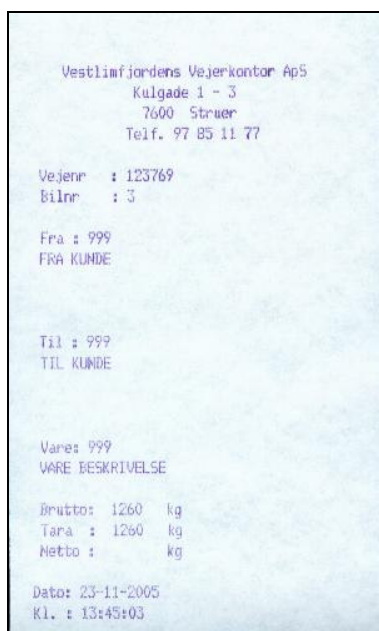 Vestlimfjordens Vejerkontor ApS
Kulgade 1 - 3
7600 Struer
Telf. 97 85 11 77
Vejenr : 123769
Bilnr : 3
Fra : 999
FRA KUNDE
Til : 999
TIL KUNDE
Vare: 999
VARE BESKRIVELSE
Brutto: 1260 kg
Tara : 1260 kg
Netto : kg
Dato: 23-11-2005
Kl. : 13:45:03